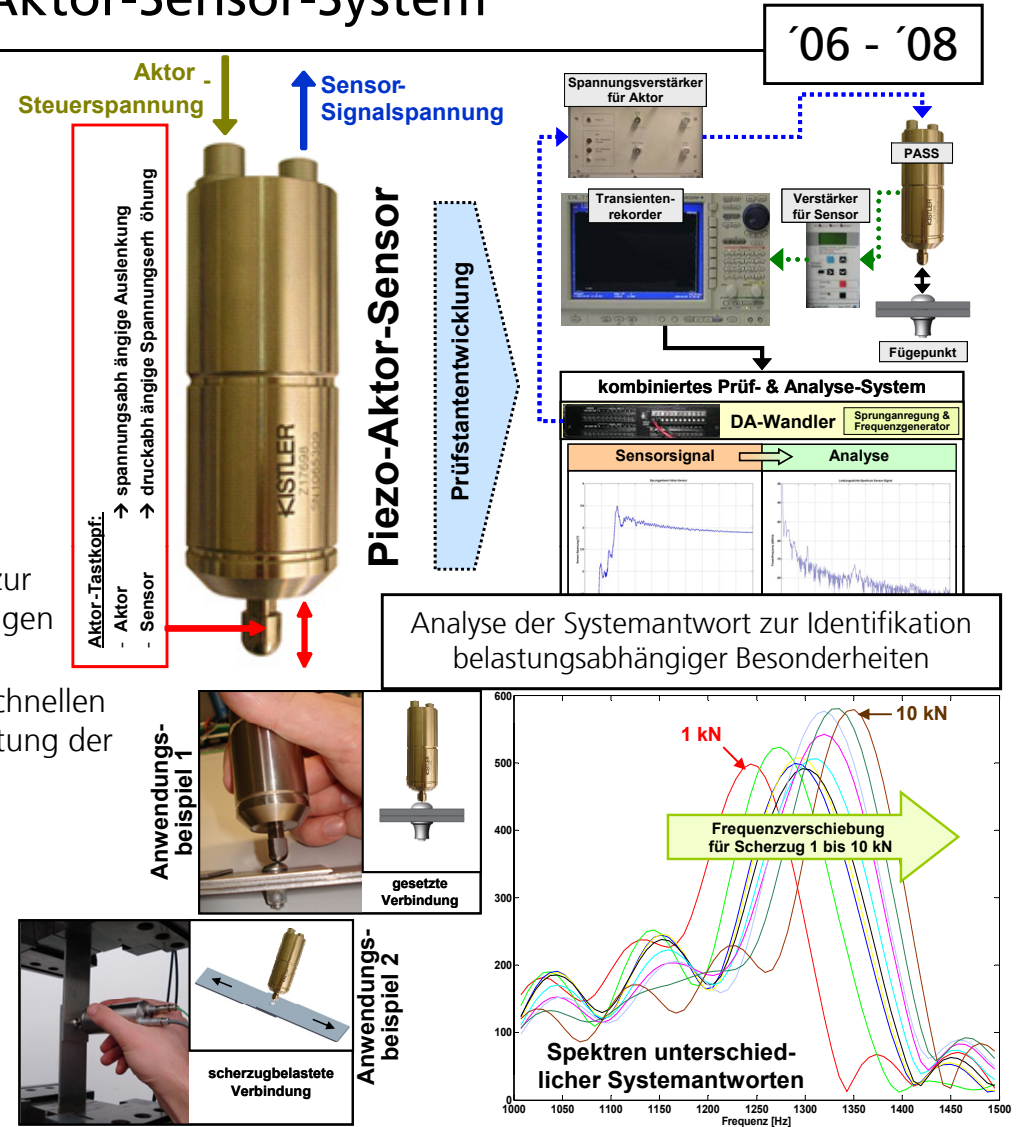 Aktor-Sensor-System
´06 - ´08
Aktor -
Steuerspannung
Sensor-
Signalspannung
Aktor-Tastkopf:
- Aktor → spannungsabh ängige Auslenkung
- Sensor → druckabh ängige Spannungserh öhung
KISTLER
Z17698
Piezo-Aktor-Sensor
Prüfstantentwicklung
Spannungsverstärker
für Aktor
PASS
Transienten-
rekorder
Verstärker
für Sensor
Fügepunkt
kombiniertes Prüf- & Analyse-System
DA-Wandler
Sprunganregung &
Frequenzgenerator
Sensorsignal
Analyse
zur
gen
chnellen
tung der
Analyse der Systemantwort zur Identifikation
belastungsabhängiger Besonderheiten
Anwendungs-
beispiel 1
gesetzte
Verbindung
Anwendungs-
beispiel 2
scherzugbelastete
Verbindung
600
500
400
300
200
100
0
1 kN
10 kN
Frequenzverschiebung
für Scherzug 1 bis 10 kN
Spektren unterschied-
licher Systemantworten
1000 1050 1100 1150 1200 1250 1300 1350 1400 1450 1500
Frequenz [Hz]